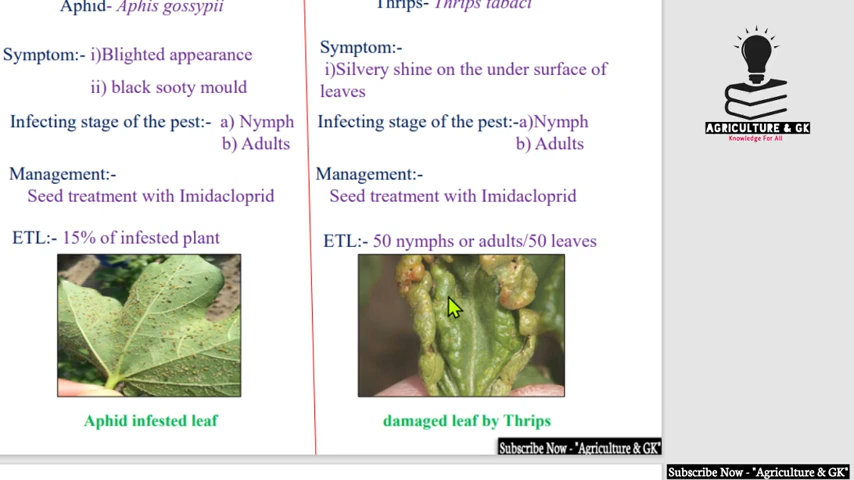 Aphid- Aphis gossypii
Symptom:- i)Blighted appearance
ii) black sooty mould
Infecting stage of the pest:- a) Nymph
b) Adults
Management:-
Seed treatment with Imidacloprid
ETL:- 15% of infested plant
Aphid infested leaf
Thrips- Thrips tabaci
Symptom:-
i)Silvery shine on the under surface of
leaves
Infecting stage of the pest:-a)Nymph
b) Adults
Management:-
Seed treatment with Imidacloprid
ETL:- 50 nymphs or adults/50 leaves
damaged leaf by Thrips
Subscribe Now - "Agriculture & GK"
AGRICULTURE & GK
Knowledge For All
Subscribe Now - "Agriculture & GK"